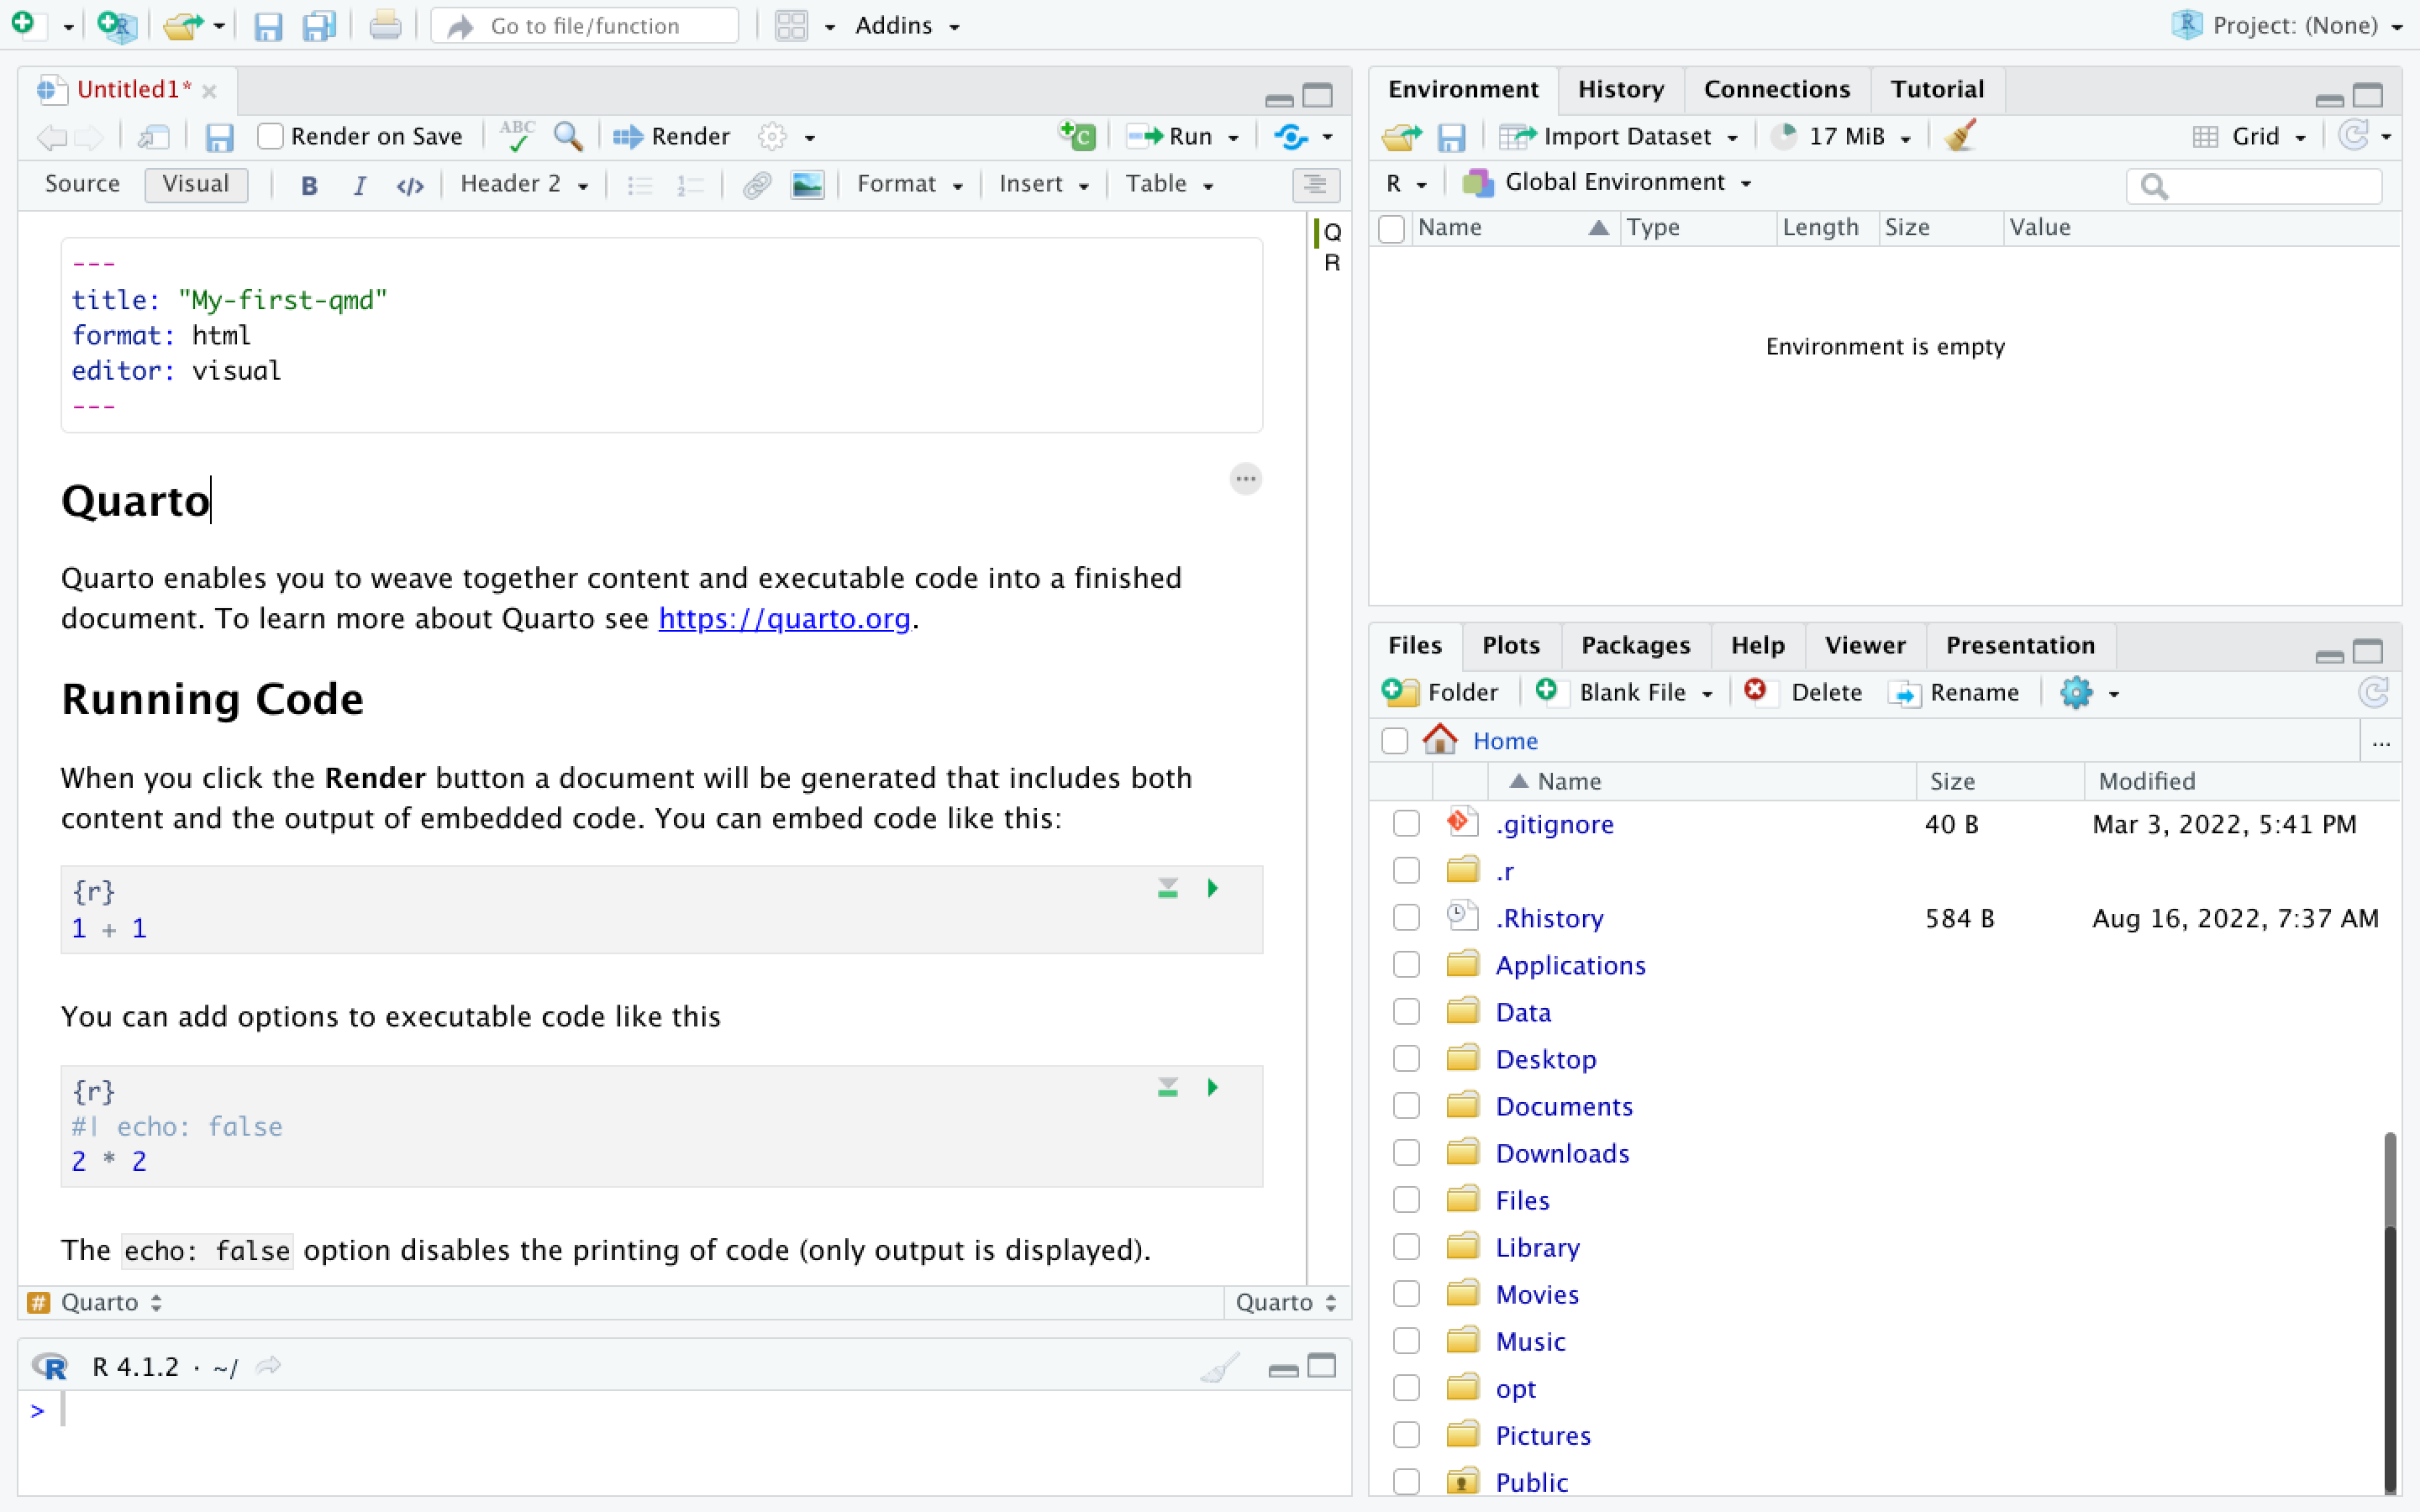 Go to file/function
Addins
Project: (None)
Untitled1*
Render on Save
ABC
Render
Run
Source
Visual
B
I
</>
Header 2
Format
Insert
Table
---
title: "My-first-qmd"
format: html
editor: visual
---
Q
R
Quarto
Quarto enables you to weave together content and executable code into a finished
document. To learn more about Quarto see https://quarto.org.
Running Code
When you click the Render button a document will be generated that includes both
content and the output of embedded code. You can embed code like this:
{r}
1 + 1
You can add options to executable code like this
{r}
#| echo: false
2 * 2
The echo: false option disables the printing of code (only output is displayed).
# Quarto
Quarto
R 4.1.2 · ~/
>
Environment
History
Connections
Tutorial
Import Dataset
17 MiB
Grid
R
Global Environment
Name
Type
Length
Size
Value
Environment is empty
Files
Plots
Packages
Help
Viewer
Presentation
Folder
Blank File
Delete
Rename
Home
...
Name
Size
Modified
.gitignore 40 B Mar 3, 2022, 5:41 PM
.r
.Rhistory 584 B Aug 16, 2022, 7:37 AM
Applications
Data
Desktop
Documents
Downloads
Files
Library
Movies
Music
opt
Pictures
Public